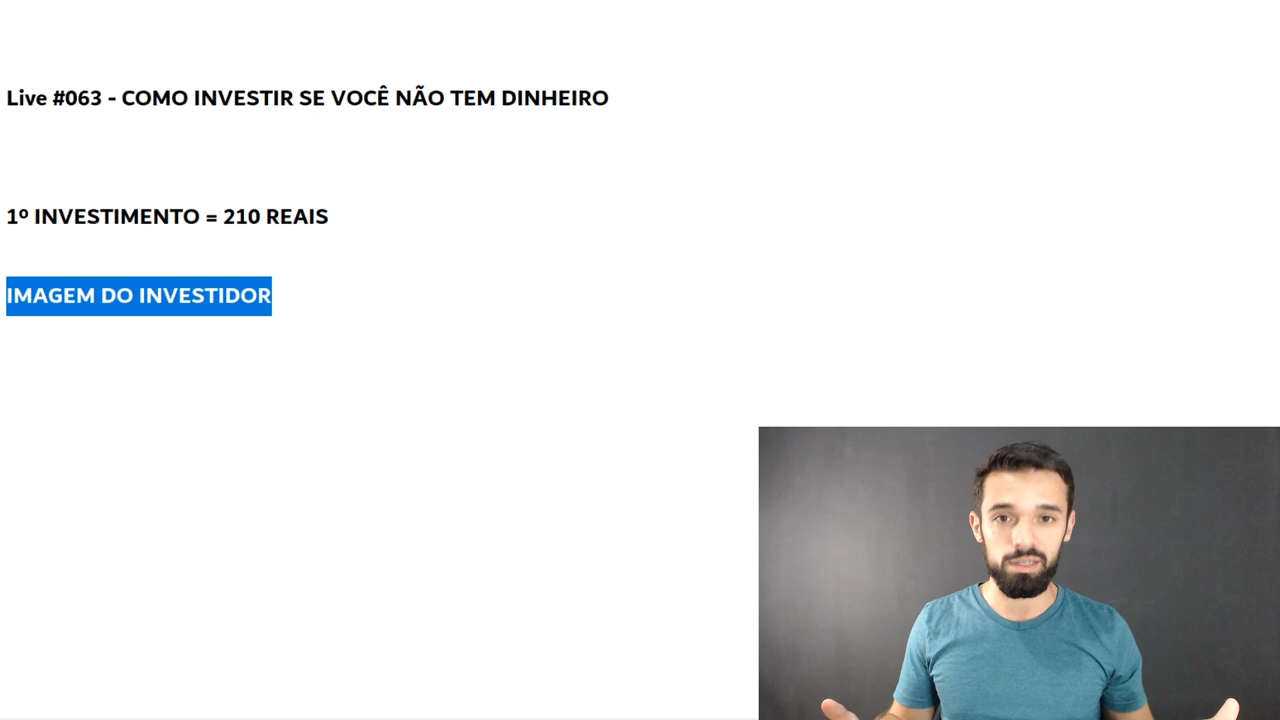 Live #063 - COMO INVESTIR SE VOCÊ NÃO TEM DINHEIRO
1º INVESTIMENTO = 210 REAIS
IMAGEM DO INVESTIDOR